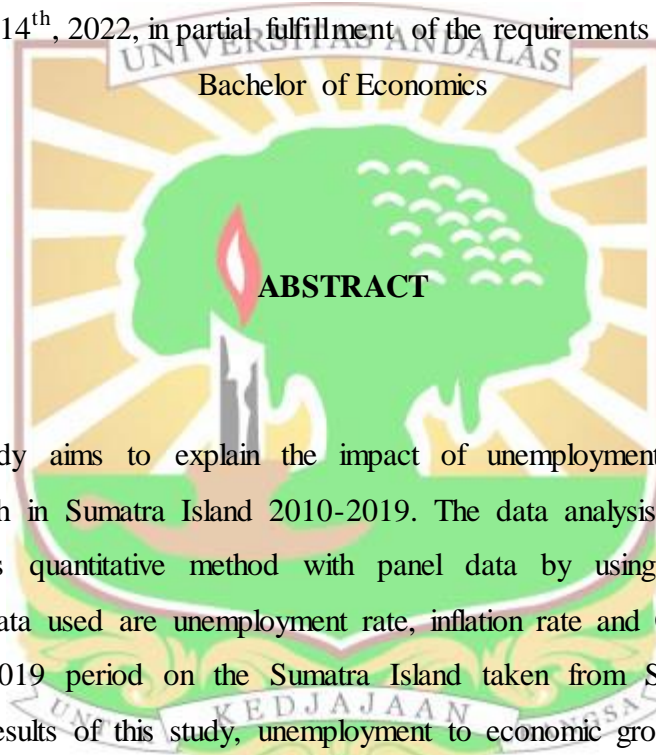 14th, 2022, in partial fulfillment of the requirements
UNIVERSITAS ANDALAS
Bachelor of Economics
ABSTRACT
dy aims to explain the impact of unemployment
h in Sumatra Island 2010-2019. The data analysis
s quantitative method with panel data by using
ata used are unemployment rate, inflation rate and
019 period on the Sumatra Island taken from S
KEDJAJAAN
esults of this study, unemployment to economic gro